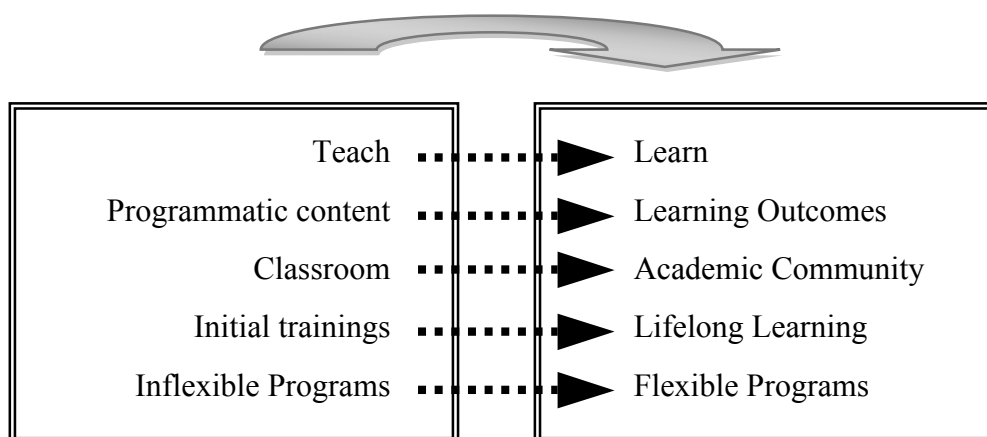 Teach Learn
Programmatic content Learning Outcomes
Classroom Academic Community
Initial trainings Lifelong Learning
Inflexible Programs Flexible Programs